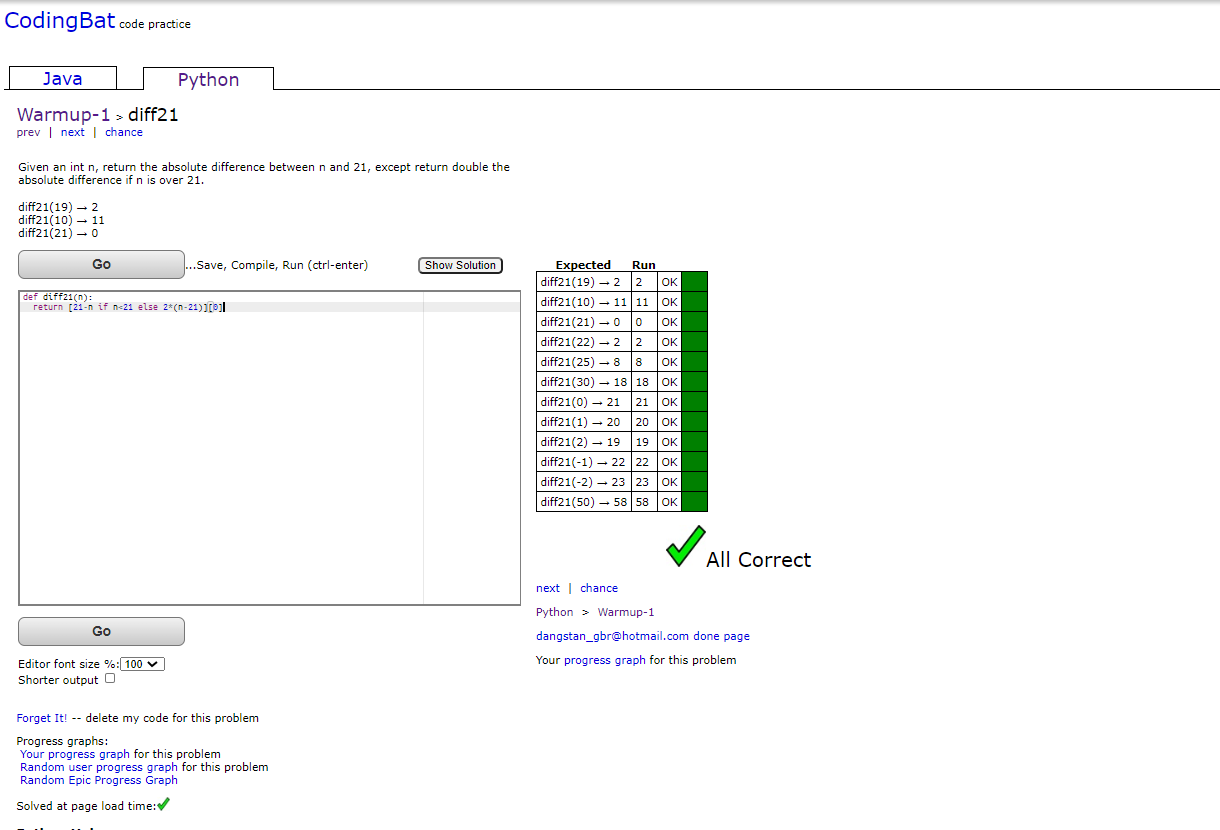 CodingBat code practice
Java
Python
Warmup-1 > diff21
prev | next | chance
Given an int n, return the absolute difference between n and 21, except return double the
absolute difference if n is over 21.
diff21(19) → 2
diff21(10) → 11
diff21(21) → 0
Go
...Save, Compile, Run (ctrl-enter)
Show Solution
def diff21(n):
return [21-n if n<21 else 2*(n-21)][0]
Expected Run
diff21(19) → 2 2 OK
diff21(10) → 11 11 OK
diff21(21) → 0 0 OK
diff21(22) → 2 2 OK
diff21(25) → 8 8 OK
diff21(30) → 18 18 OK
diff21(0) → 21 21 OK
diff21(1) → 20 20 OK
diff21(2) → 19 19 OK
diff21(-1) → 22 22 OK
diff21(-2) → 23 23 OK
diff21(50) → 58 58 OK
All Correct
next | chance
Python > Warmup-1
dangstan_gbr@hotmail.com done page
Your progress graph for this problem
Go
Editor font size %: 100
Shorter output
Forget It! -- delete my code for this problem
Progress graphs:
Your progress graph for this problem
Random user progress graph for this problem
Random Epic Progress Graph
Solved at page load time: